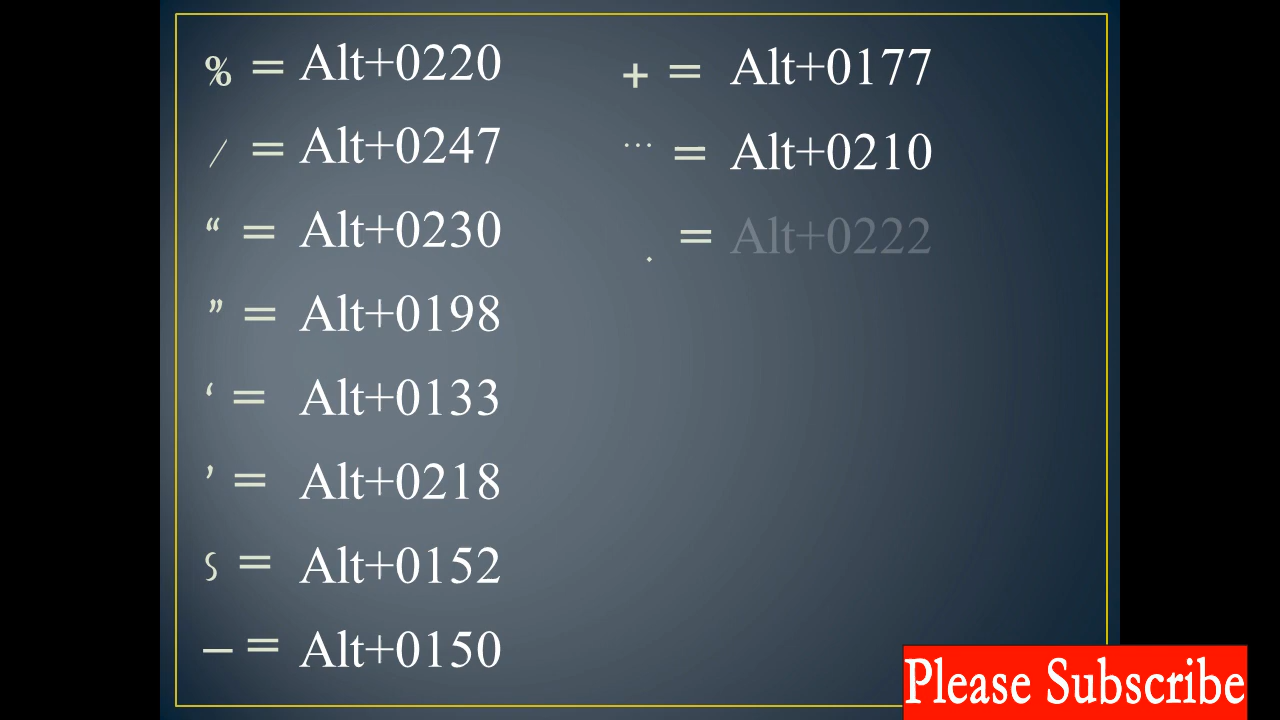 % = Alt+0220
/ = Alt+0247
“ = Alt+0230
” = Alt+0198
‘ = Alt+0133
’ = Alt+0218
= Alt+0152
– = Alt+0150
+ = Alt+0177
... = Alt+0210
. = Alt+0222
Please Subscribe